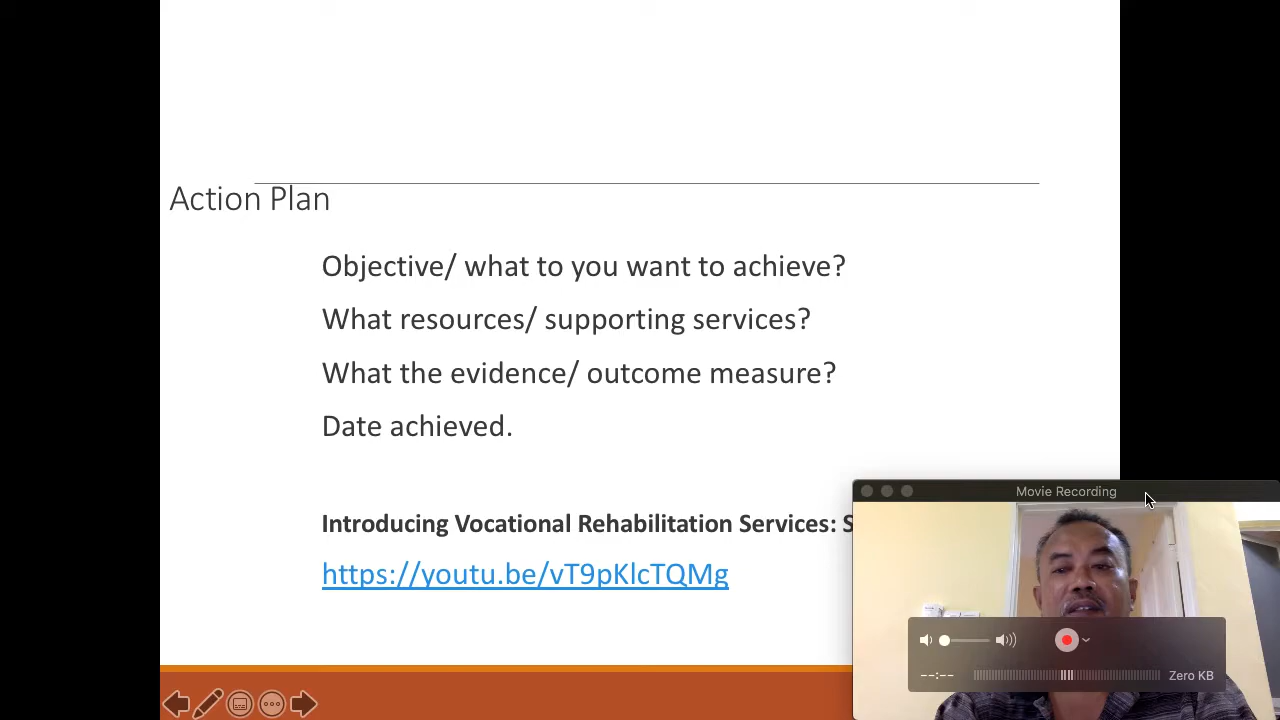 Action Plan
Objective/ what to you want to achieve?
What resources/ supporting services?
What the evidence/ outcome measure?
Date achieved.
Introducing Vocational Rehabilitation Services: S
https://youtu.be/vT9pKlcTQMg
Movie Recording
--:--
Zero KB